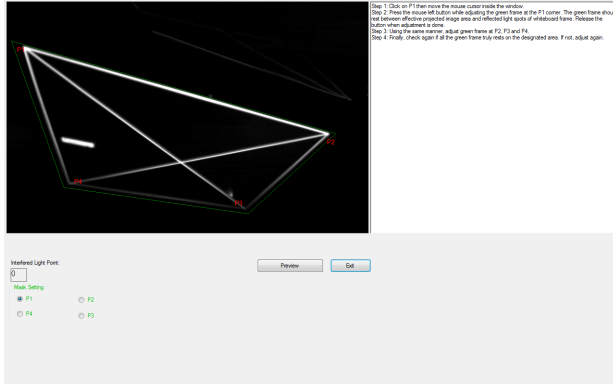 Step 1: Click on P1 then move the mouse cursor inside the window.
Step 2: Press the mouse left button while adjusting the green frame at the P1 corner. The green frame shou
rest between effective projected image area and reflected light spots of whiteboard frame. Release the
button when adjustment is done.
Step 3: Using the same manner, adjust green frame at P2, P3 and P4.
Step 4: Finally, check again if all the green frame truly rests on the designated area. If not, adjust again.
P1
P2
P4
P3
Interfered Light Point:
0
Preview
Exit
Mask Setting
P1
P2
P4
P3